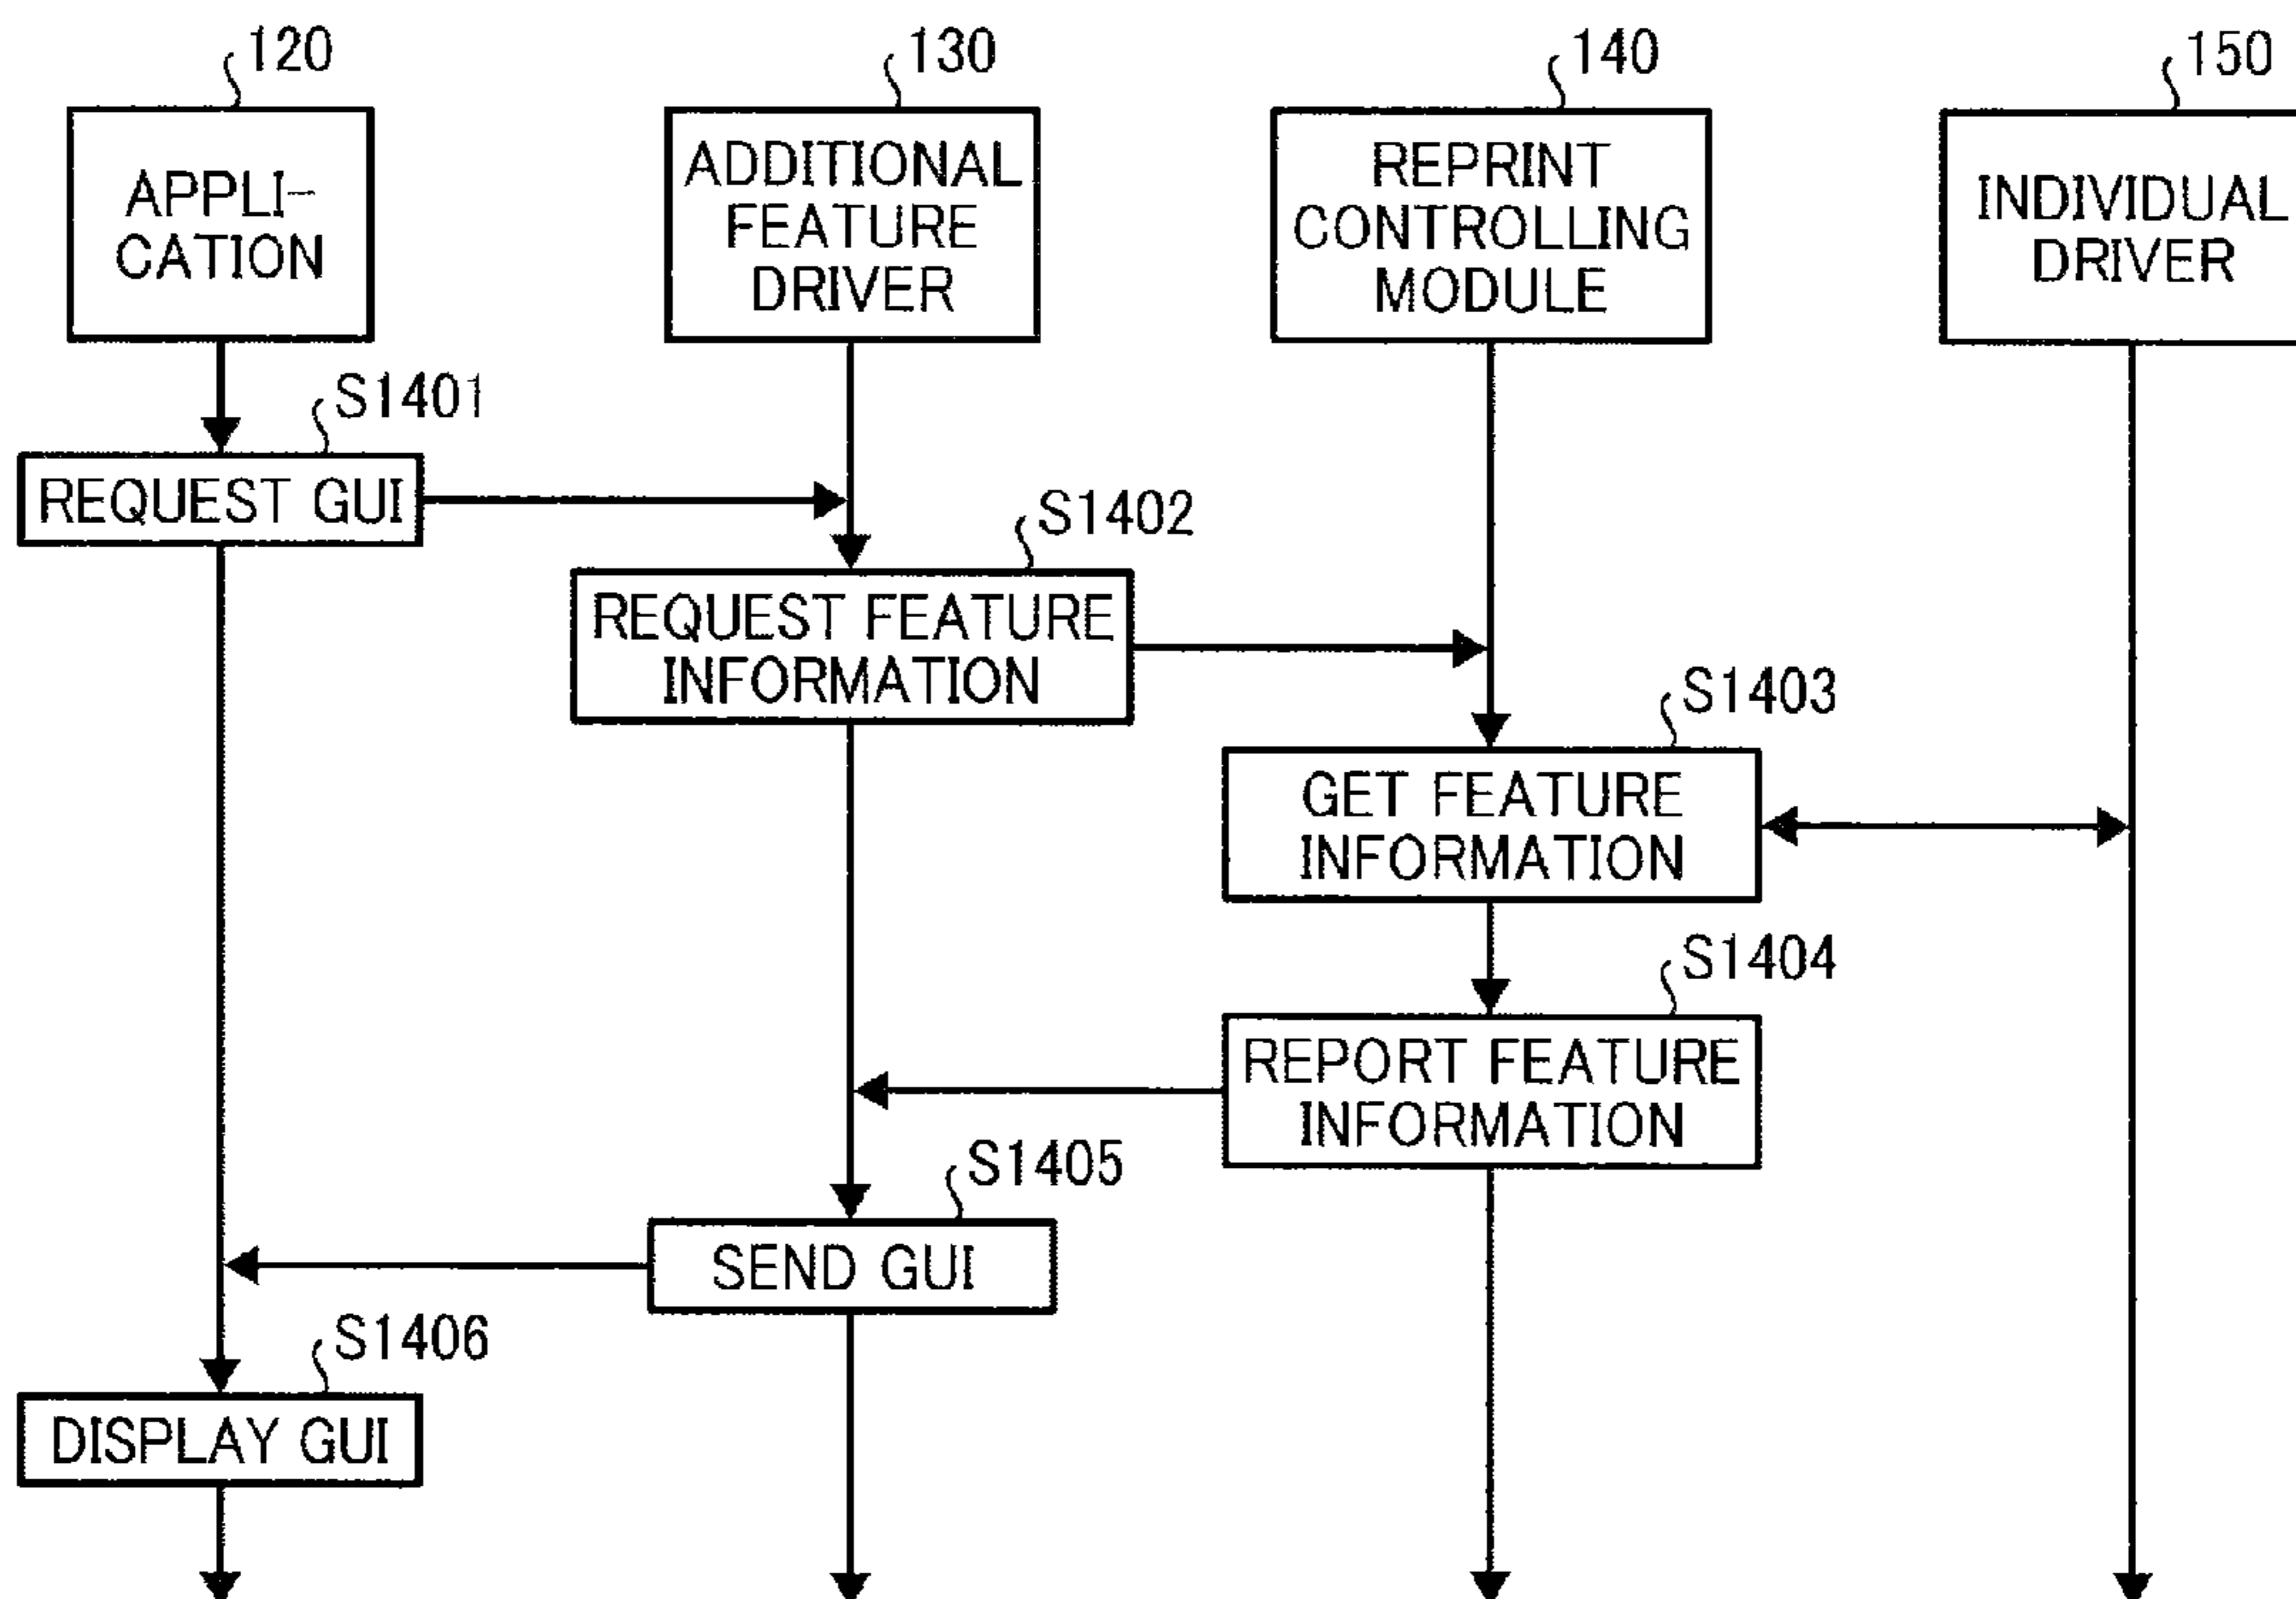 120
130
140
150
APPLI-
CATION
ADDITIONAL
FEATURE
DRIVER
REPRINT
CONTROLLING
MODULE
INDIVIDUAL
DRIVER
S1401
REQUEST GUI
S1402
REQUEST FEATURE
INFORMATION
S1403
GET FEATURE
INFORMATION
S1404
REPORT FEATURE
INFORMATION
S1405
SEND GUI
S1406
DISPLAY GUI